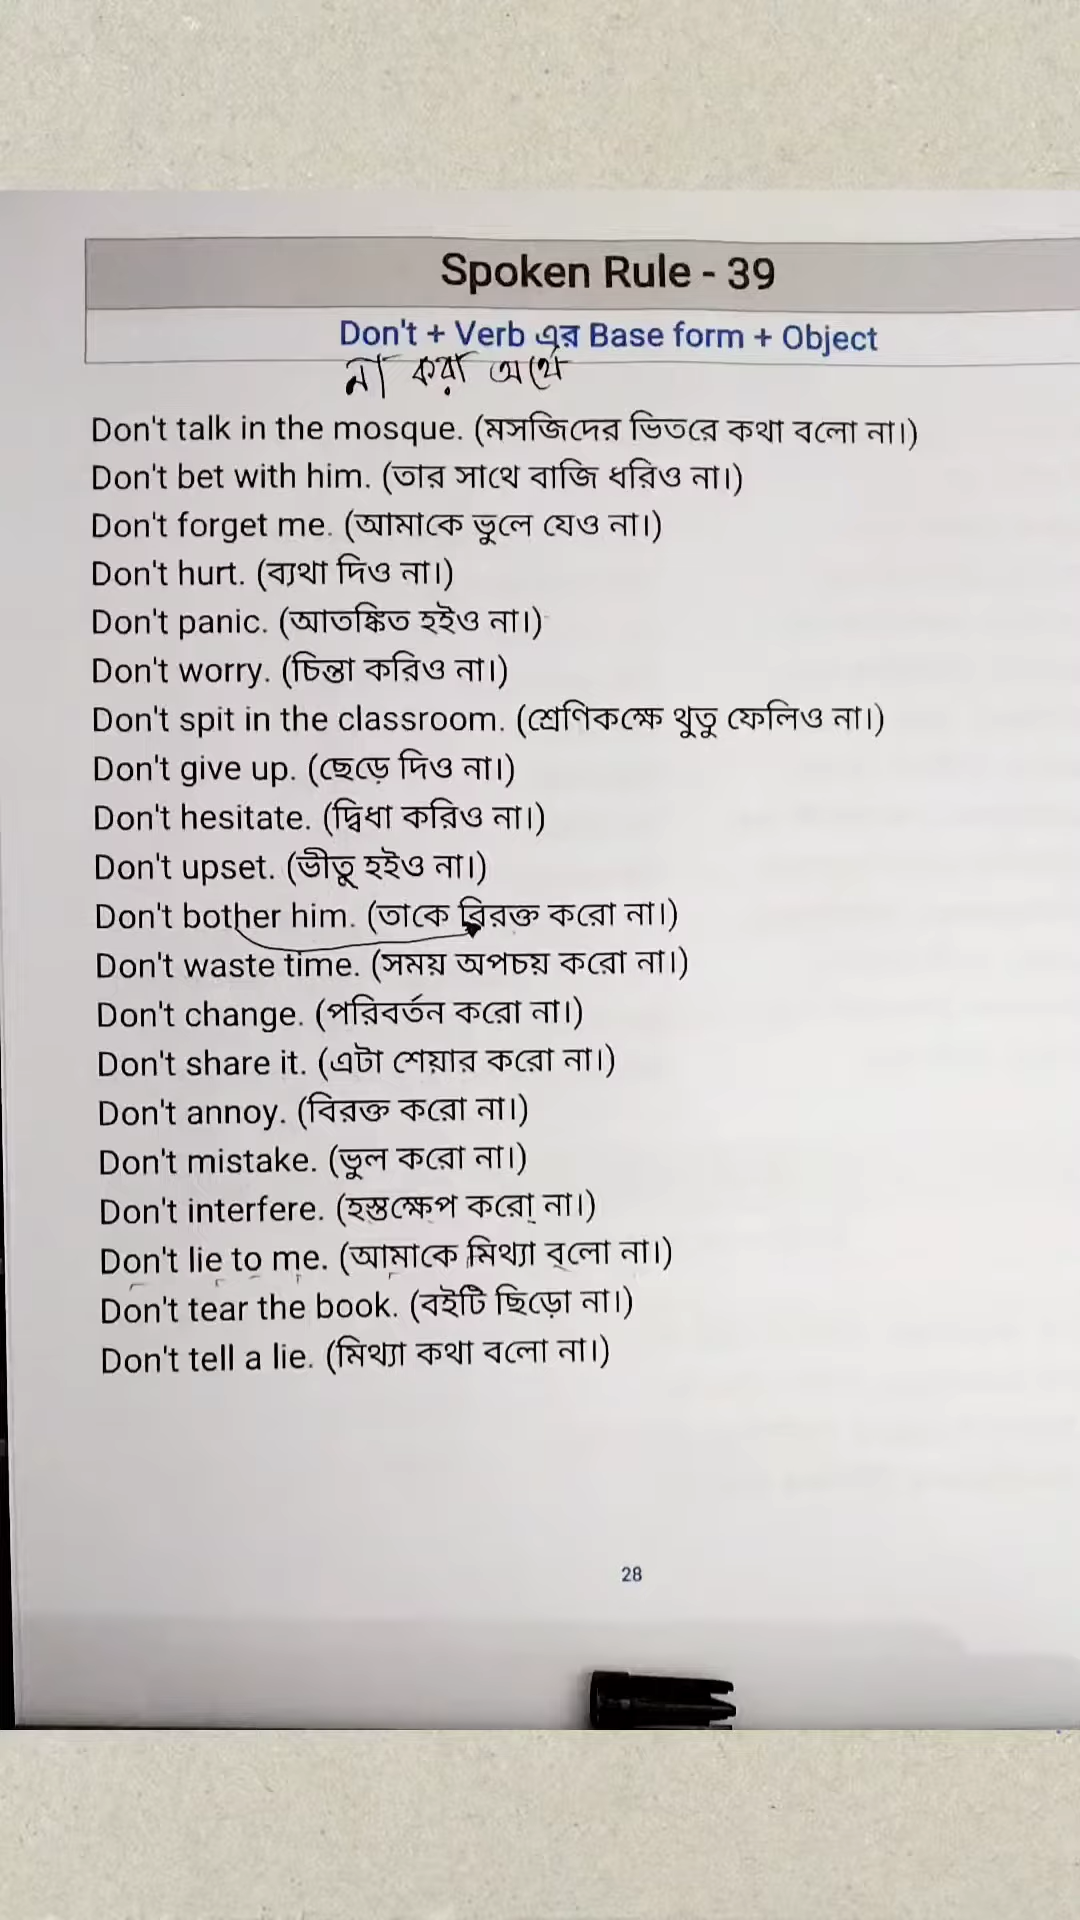 Spoken Rule - 39
Don't + Verb এর Base form + Object
না করা অর্থে
Don't talk in the mosque. (মসজিদের ভিতরে কথা বলো না।)
Don't bet with him. (তার সাথে বাজি ধরিও না।)
Don't forget me. (আমাকে ভুলে যেও না।)
Don't hurt. (ব্যথা দিও না।)
Don't panic. (আতঙ্কিত হইও না।)
Don't worry. (চিন্তা করিও না।)
Don't spit in the classroom. (শ্রেণিকক্ষে থুতু ফেলিও না।)
Don't give up. (ছেড়ে দিও না।)
Don't hesitate. (দ্বিধা করিও না।)
Don't upset. (ভীতু হইও না।)
Don't bother him. (তাকে বিরক্ত করো না।)
Don't waste time. (সময় অপচয় করো না।)
Don't change. (পরিবর্তন করো না।)
Don't share it. (এটা শেয়ার করো না।)
Don't annoy. (বিরক্ত করো না।)
Don't mistake. (ভুল করো না।)
Don't interfere. (হস্তক্ষেপ করো না।)
Don't lie to me. (আমাকে মিথ্যা বলো না।)
Don't tear the book. (বইটি ছিড়ো না।)
Don't tell a lie. (মিথ্যা কথা বলো না।)
28